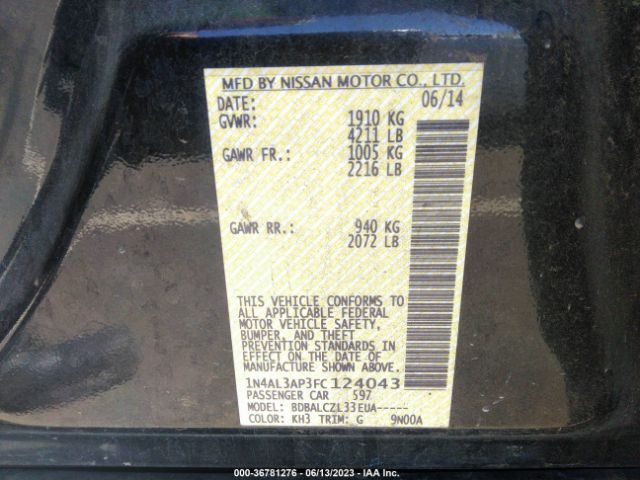 MFD BY NISSAN MOTOR CO., LTD.
DATE: 06/14
GVWR: 1910 KG
4211 LB
GAWR FR.: 1005 KG
2216 LB
GAWR RR.: 940 KG
2072 LB
THIS VEHICLE CONFORMS TO
ALL APPLICABLE FEDERAL
MOTOR VEHICLE SAFETY,
BUMPER, AND THEFT
PREVENTION STANDARDS IN
EFFECT ON THE DATE OF
MANUFACTURE SHOWN ABOVE.
1N4AL3AP3FC124043
PASSENGER CAR 597
MODEL: BDBALCZL33EUA-----
COLOR: KH3 TRIM: G 9N00A
000-36781276 - 06/13/2023 - IAA Inc.